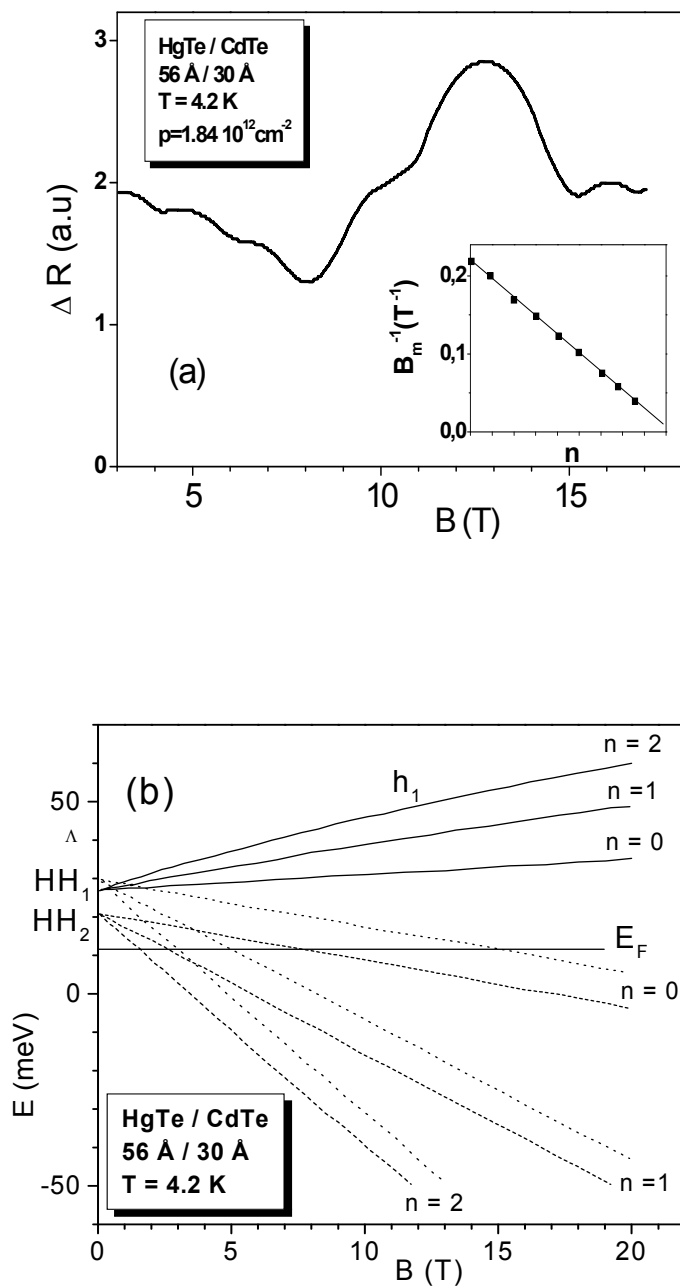 3
HgTe / CdTe
56 Å / 30 Å
T = 4.2 K
p=1.84 10¹²cm⁻²
2
Δ R (a.u)
1
(a)
0
5
10
15
B (T)
0,2
0,1
0,0
Bₘ⁻¹(T⁻¹)
n
(b)
50
Λ
HH₁
HH₂
0
-50
E (meV)
h₁
n = 2
n =1
n = 0
E_F
n = 0
n =1
n = 2
HgTe / CdTe
56 Å / 30 Å
T = 4.2 K
0
5
10
15
20
B (T)